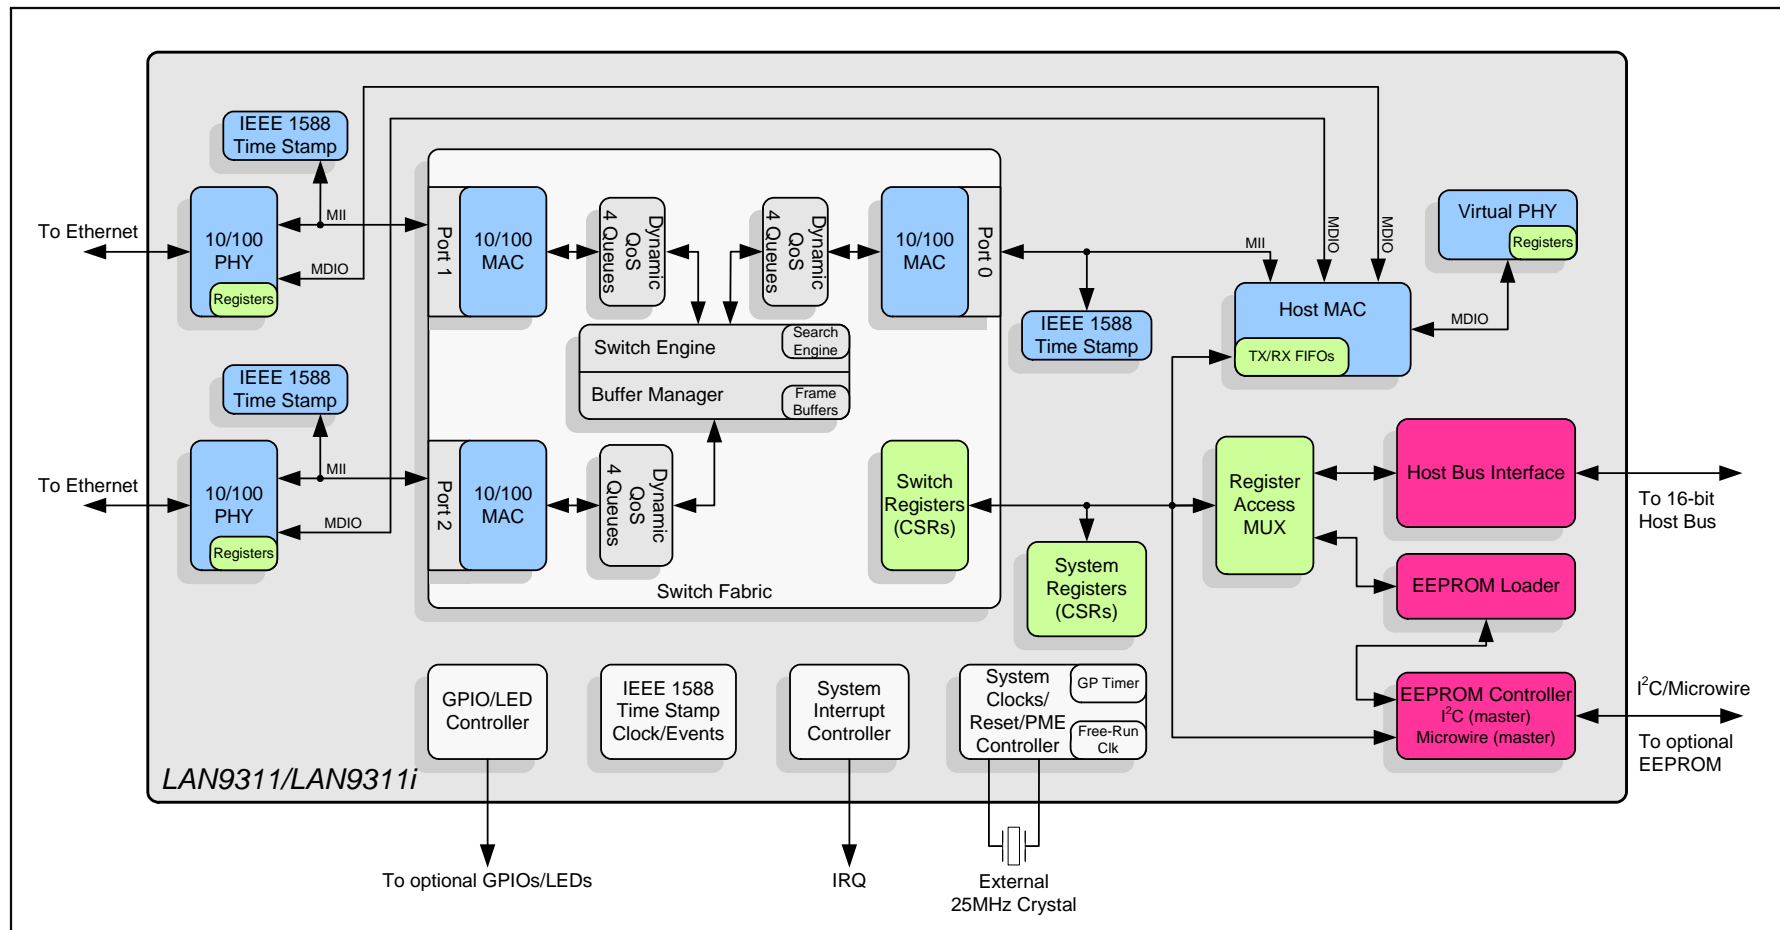 IEEE 1588
Time Stamp
To Ethernet
10/100
PHY
Registers
MII
MDIO
Port 1
10/100
MAC
Dynamic
QoS
4 Queues
Dynamic
QoS
4 Queues
10/100
MAC
Port 0
MII
MDIO
MDIO
Virtual PHY
Registers
MDIO
Host MAC
TX/RX FIFOs
IEEE 1588
Time Stamp
Switch Engine
Search
Engine
Buffer Manager
Frame
Buffers
IEEE 1588
Time Stamp
To Ethernet
10/100
PHY
Registers
MII
MDIO
Port 2
10/100
MAC
Dynamic
QoS
4 Queues
Switch
Registers
(CSRs)
Switch Fabric
System
Registers
(CSRs)
Register
Access
MUX
Host Bus Interface
To 16-bit
Host Bus
EEPROM Loader
EEPROM Controller
I²C (master)
Microwire (master)
I²C/Microwire
To optional
EEPROM
GPIO/LED
Controller
IEEE 1588
Time Stamp
Clock/Events
System
Interrupt
Controller
System
Clocks/
Reset/PME
Controller
GP Timer
Free-Run
Clk
LAN9311/LAN9311i
To optional GPIOs/LEDs
IRQ
External
25MHz Crystal